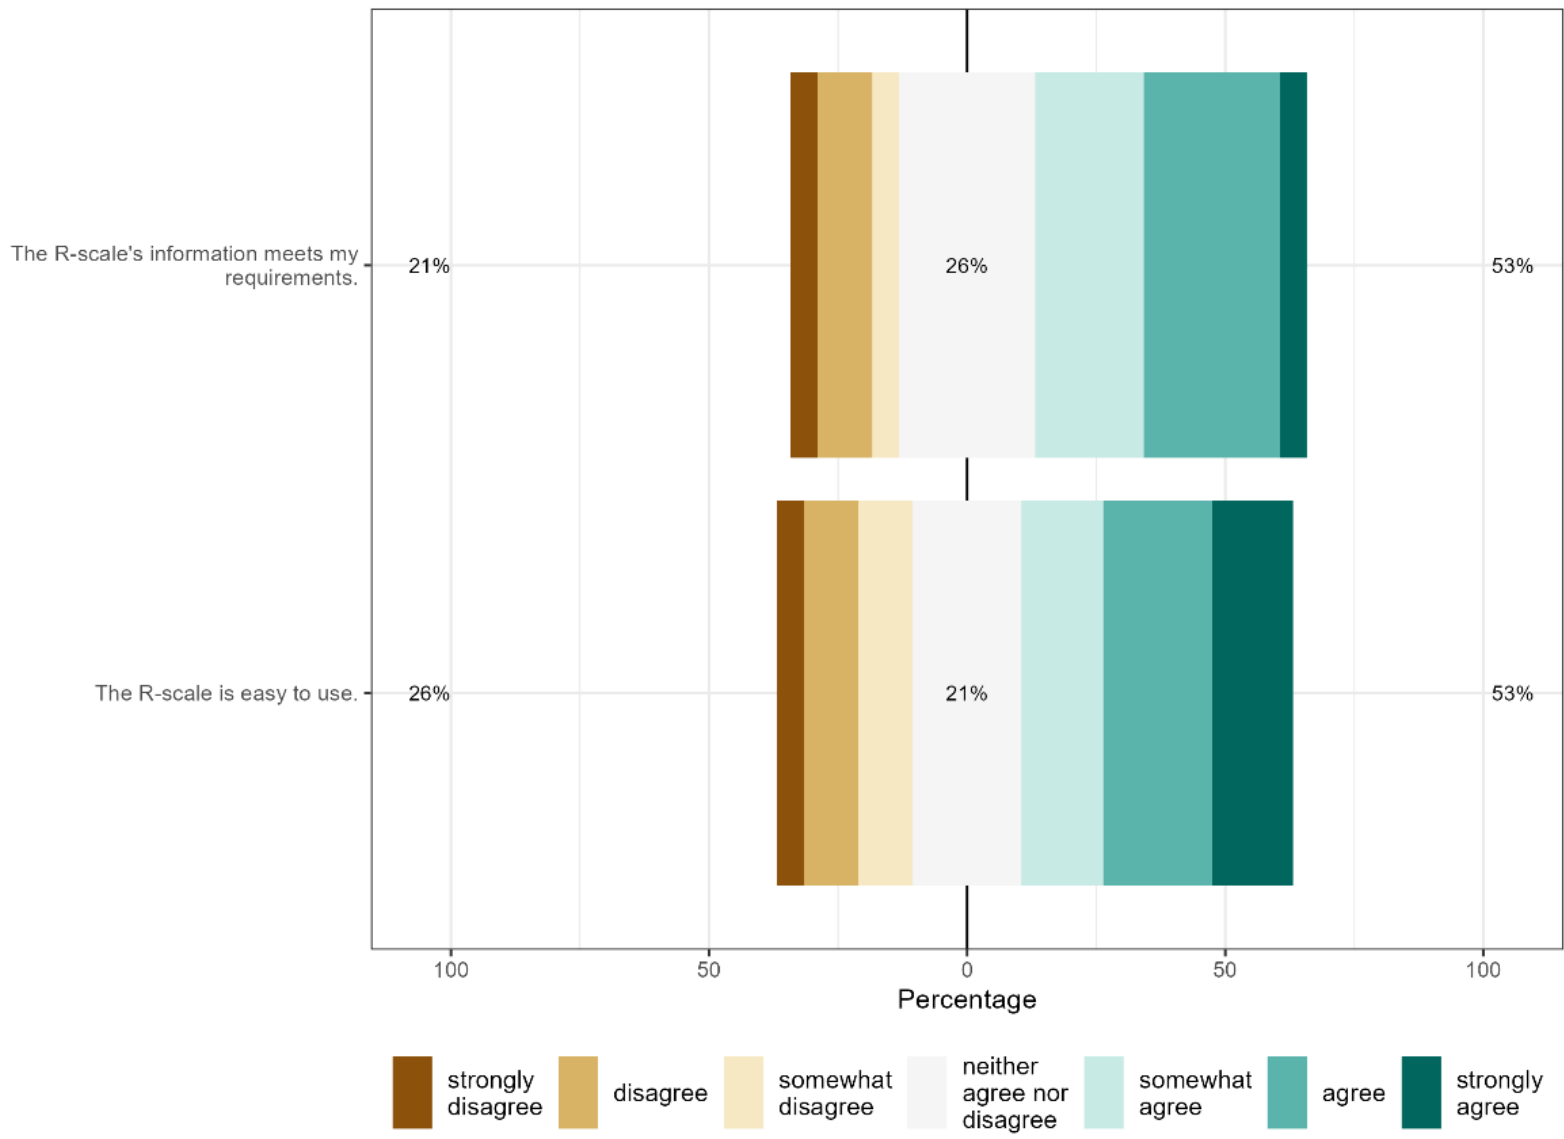 The R-scale's information meets my
requirements.
21%
26%
53%
The R-scale is easy to use.
26%
21%
53%
100
50
0
50
100
Percentage
strongly
disagree
disagree
somewhat
disagree
neither
agree nor
disagree
somewhat
agree
agree
strongly
agree